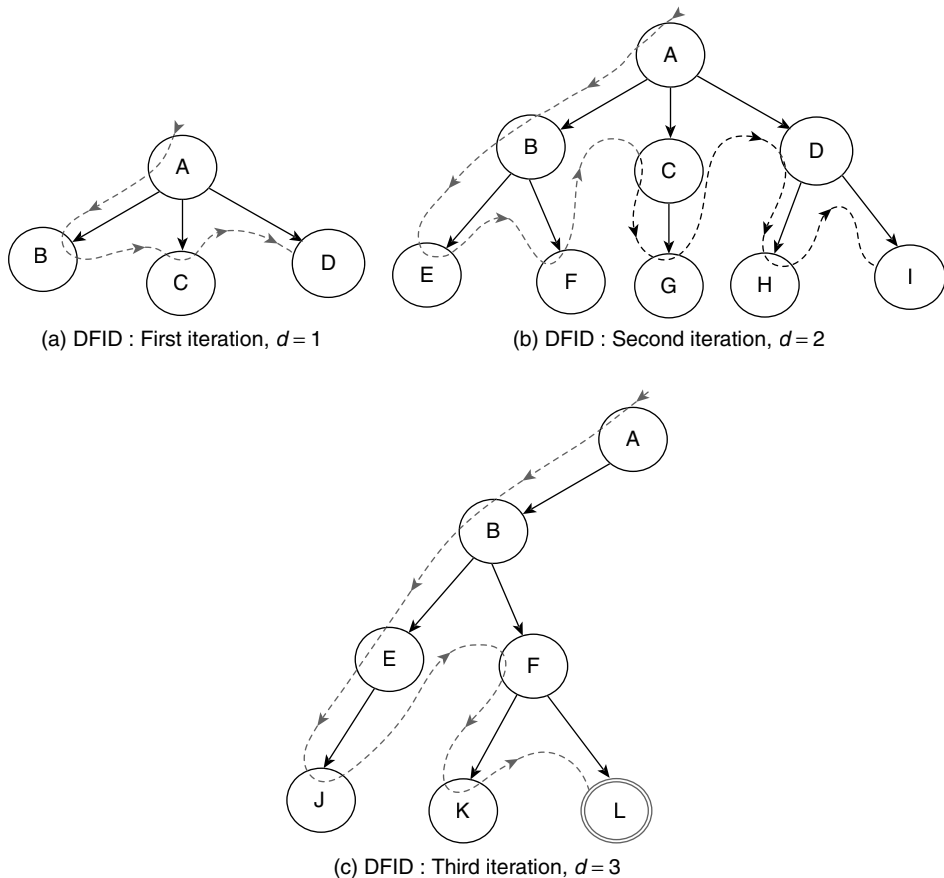 A
B
C
D
(a) DFID : First iteration, d = 1
A
B
C
D
E
F
G
H
I
(b) DFID : Second iteration, d = 2
A
B
E
F
J
K
L
(c) DFID : Third iteration, d = 3